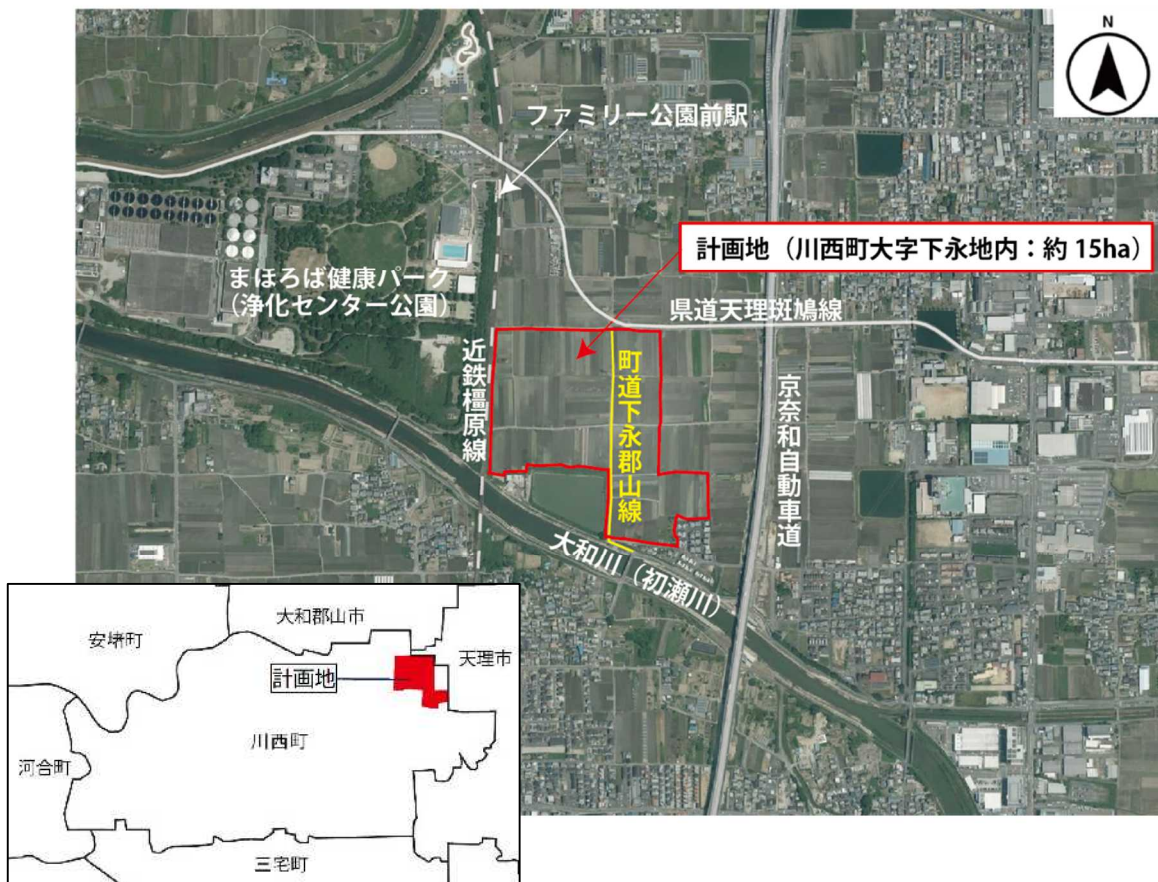 N
ファミリー公園前駅
計画地（川西町大字下永地内：約 15ha）
まほろば健康パーク
（浄化センター公園）
県道天理斑鳩線
近鉄橿原線
町道下永郡山線
京奈和自動車道
大和川（初瀬川）
大和郡山市
安堵町
天理市
計画地
川西町
河合町
三宅町